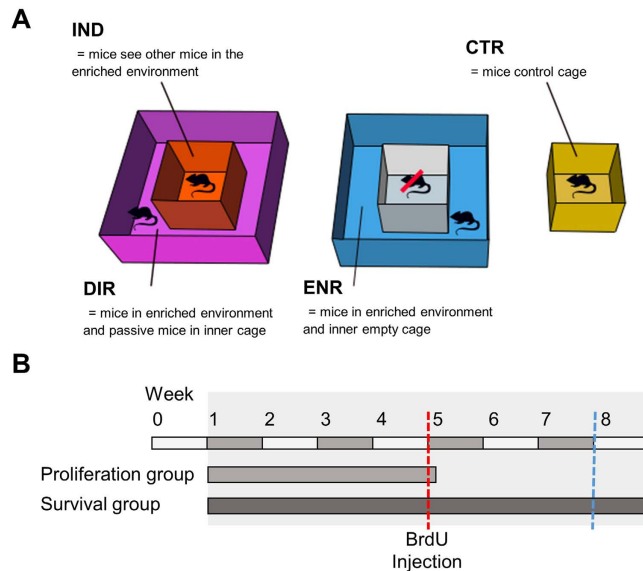 A
IND
= mice see other mice in the
enriched environment
CTR
= mice control cage
DIR
= mice in enriched environment
and passive mice in inner cage
ENR
= mice in enriched environment
and inner empty cage
B
Week
0 1 2 3 4 5 6 7 8
Proliferation group
Survival group
BrdU
Injection